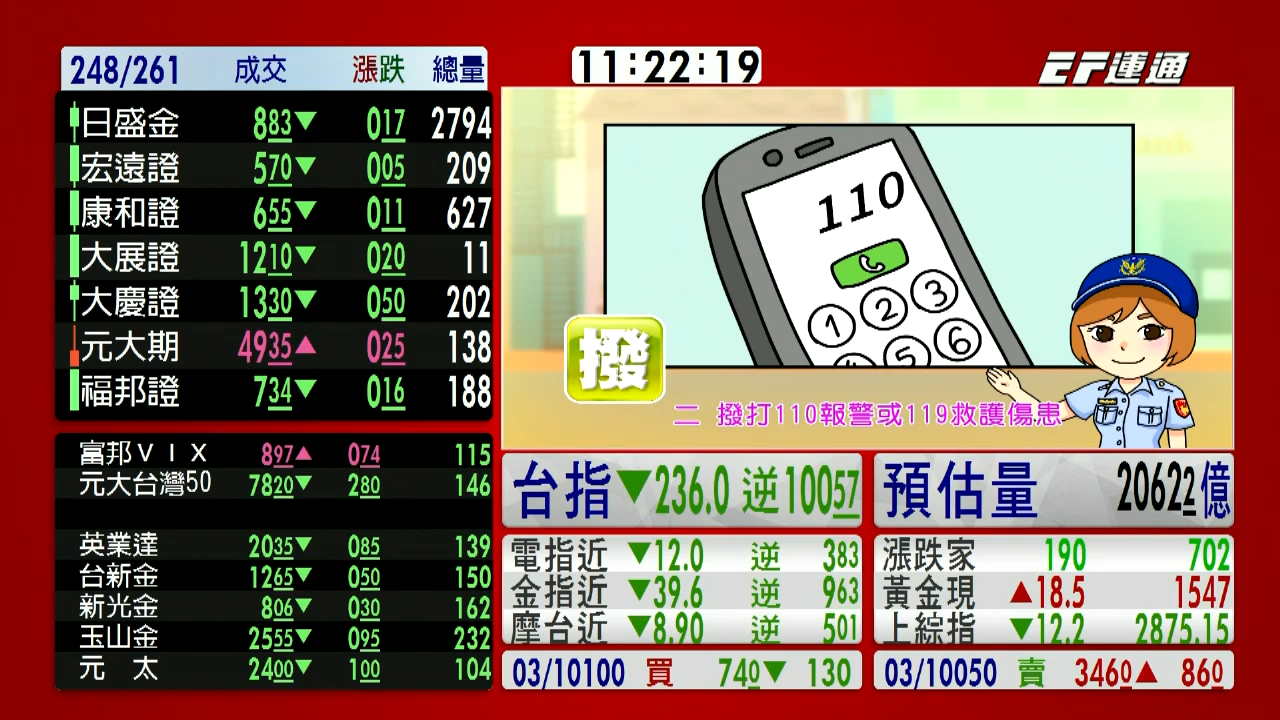 248/261 成交 漲跌 總量
日盛金 883▼ 017 2794
宏遠證 570▼ 005 209
康和證 655▼ 011 627
大展證 1210▼ 020 11
大慶證 1330▼ 050 202
元大期 4935▲ 025 138
福邦證 734▼ 016 188
富邦VIX 897▲ 074 115
元大台灣50 7820▼ 280 146
英業達 2035▼ 085 139
台新金 1265▼ 050 150
新光金 806▼ 030 162
玉山金 2555▼ 095 232
元 太 2400▼ 100 104
11:22:19
EF運通
110
1 2 3
4 5 6
撥
二 撥打110報警或119救護傷患
台指▼236.0 逆10057
電指近 ▼12.0 逆 383
金指近 ▼39.6 逆 963
摩台近 ▼8.90 逆 501
03/10100 買 740▼ 130
預估量 20622億
漲跌家 190 702
黃金現 ▲18.5 1547
上綜指 ▼12.2 2875.15
03/10050 賣 3460▲ 860